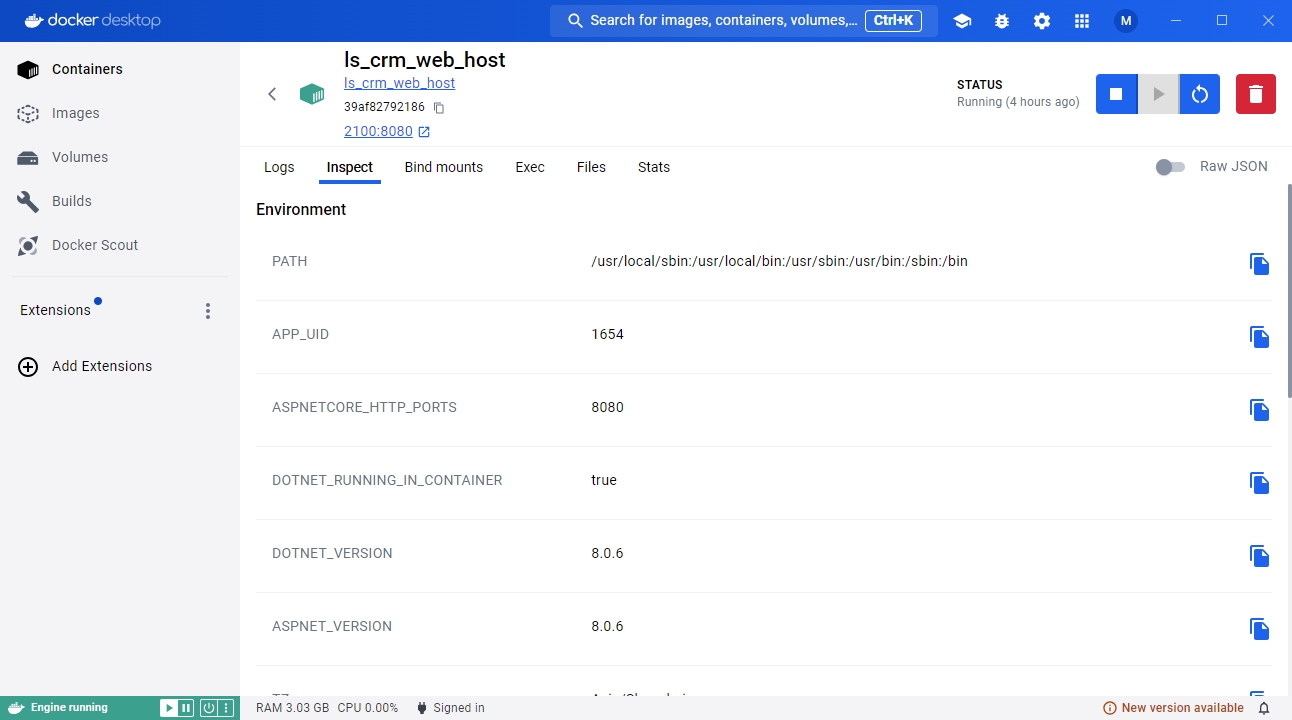 docker desktop
Search for images, containers, volumes,... Ctrl+K
M
Containers
Images
Volumes
Builds
Docker Scout
Extensions
Add Extensions
ls_crm_web_host
ls_crm_web_host
39af82792186
2100:8080
STATUS
Running (4 hours ago)
Logs Inspect Bind mounts Exec Files Stats Raw JSON
Environment
PATH /usr/local/sbin:/usr/local/bin:/usr/sbin:/usr/bin:/sbin:/bin
APP_UID 1654
ASPNETCORE_HTTP_PORTS 8080
DOTNET_RUNNING_IN_CONTAINER true
DOTNET_VERSION 8.0.6
ASPNET_VERSION 8.0.6
Engine running RAM 3.03 GB CPU 0.00% Signed in New version available